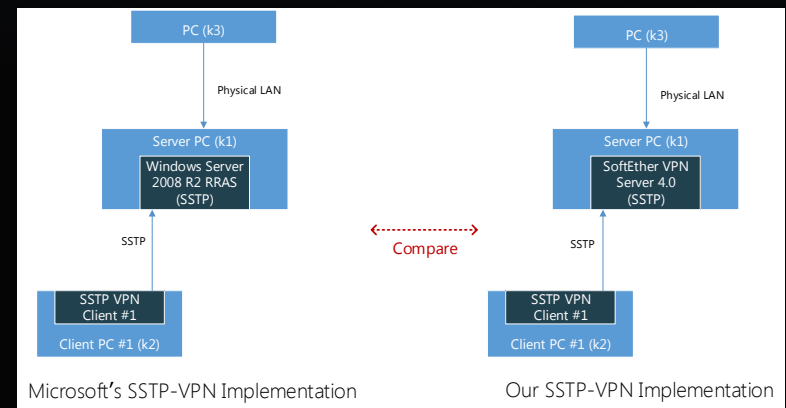 PC (k3)
Physical LAN
Server PC (k1)
Windows Server
2008 R2 RRAS
(SSTP)
SSTP
SSTP VPN
Client #1
Client PC #1 (k2)
Microsoft’s SSTP-VPN Implementation
Compare
PC (k3)
Physical LAN
Server PC (k1)
SoftEther VPN
Server 4.0
(SSTP)
SSTP
SSTP VPN
Client #1
Client PC #1 (k2)
Our SSTP-VPN Implementation